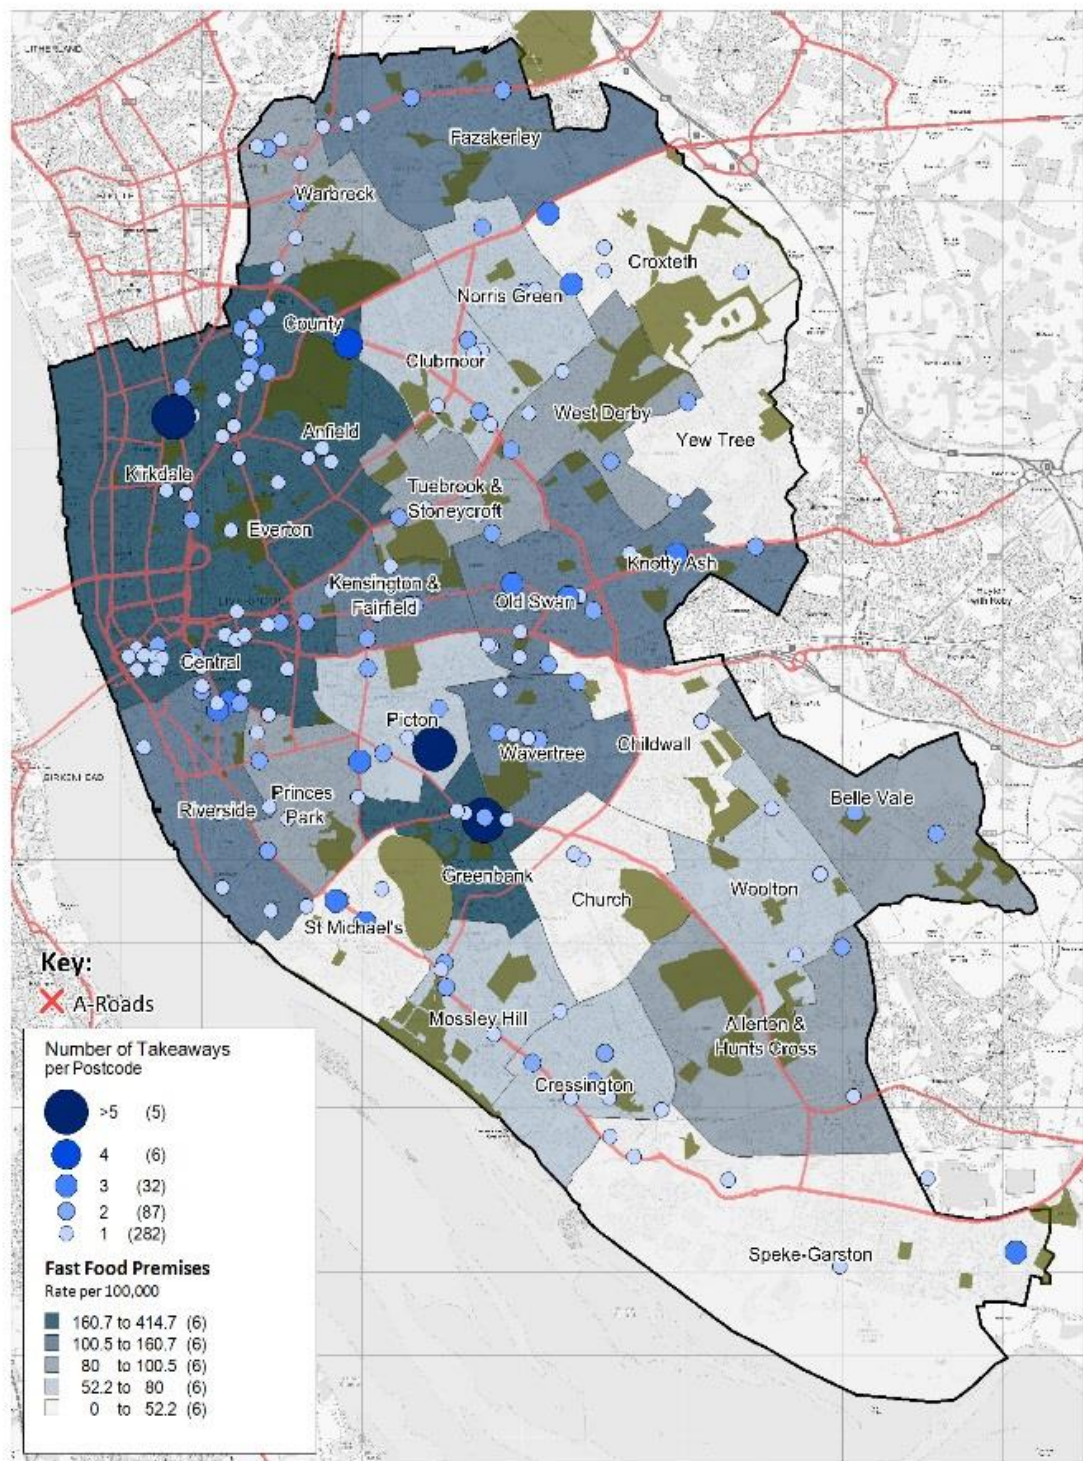 LITHERLAND
Fazakerley
Warbreck
Croxteth
Norris Green
County
Clubmoor
West Derby
Anfield
Yew Tree
Kirkdale
Tuebrook &
Stoneycroft
Everton
Knotty Ash
Kensington &
Fairfield
Old Swan
Huyton
with Roby
Central
Picton
Wavertree
Childwall
BIRKENHEAD
Princes
Park
Riverside
Belle Vale
Greenbank
Woolton
Church
St Michael's
Mossley Hill
Allerton &
Hunts Cross
Cressington
Speke-Garston
Key:
A-Roads
Number of Takeaways
per Postcode
>5 (5)
4 (6)
3 (32)
2 (87)
1 (282)
Fast Food Premises
Rate per 100,000
160.7 to 414.7 (6)
100.5 to 160.7 (6)
80 to 100.5 (6)
52.2 to 80 (6)
0 to 52.2 (6)